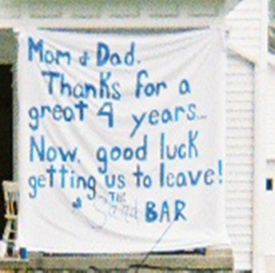 Mom & Dad.
Thanks for a
great 4 years...
Now, good luck
getting us to leave!
THE
BAR